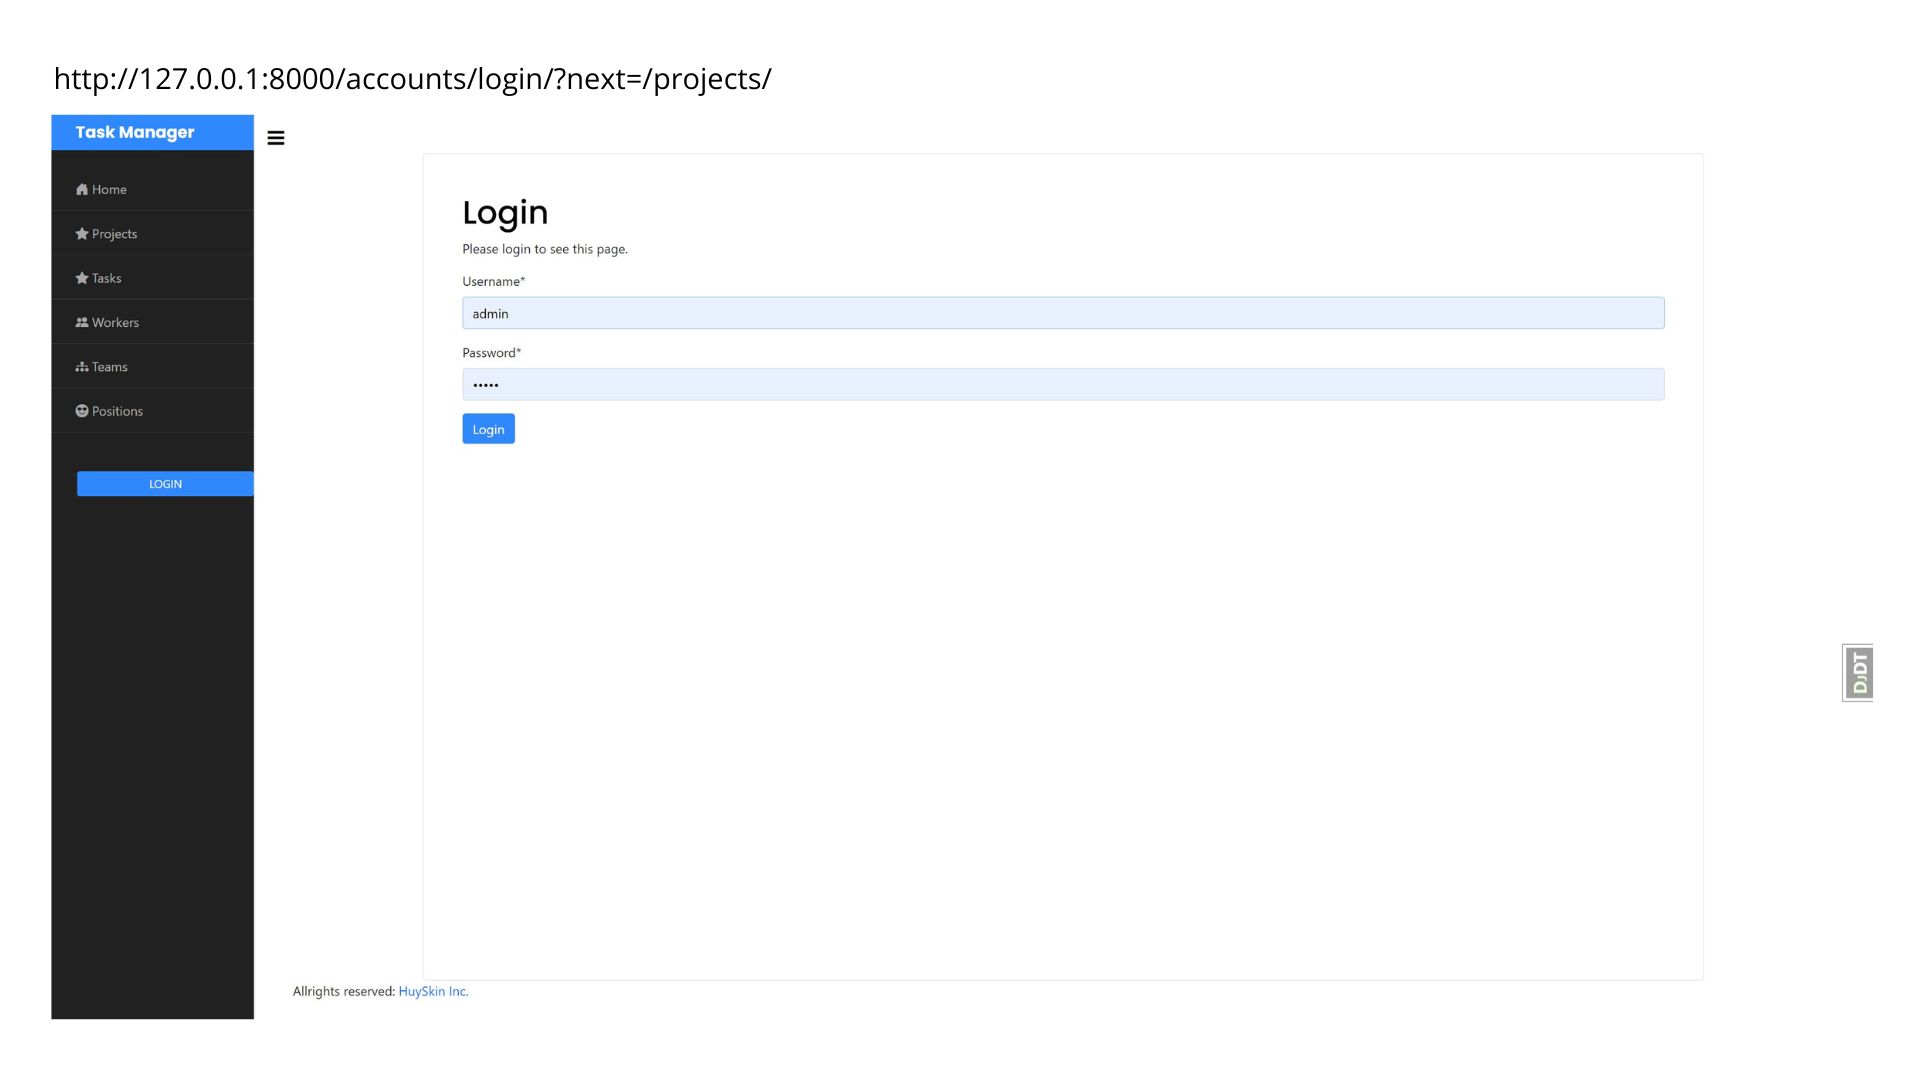 http://127.0.0.1:8000/accounts/login/?next=/projects/
Task Manager
Home
Projects
Tasks
Workers
Teams
Positions
LOGIN
Login
Please login to see this page.
Username*
admin
Password*
•••••
Login
DJDT
Allrights reserved: HuySkin Inc.